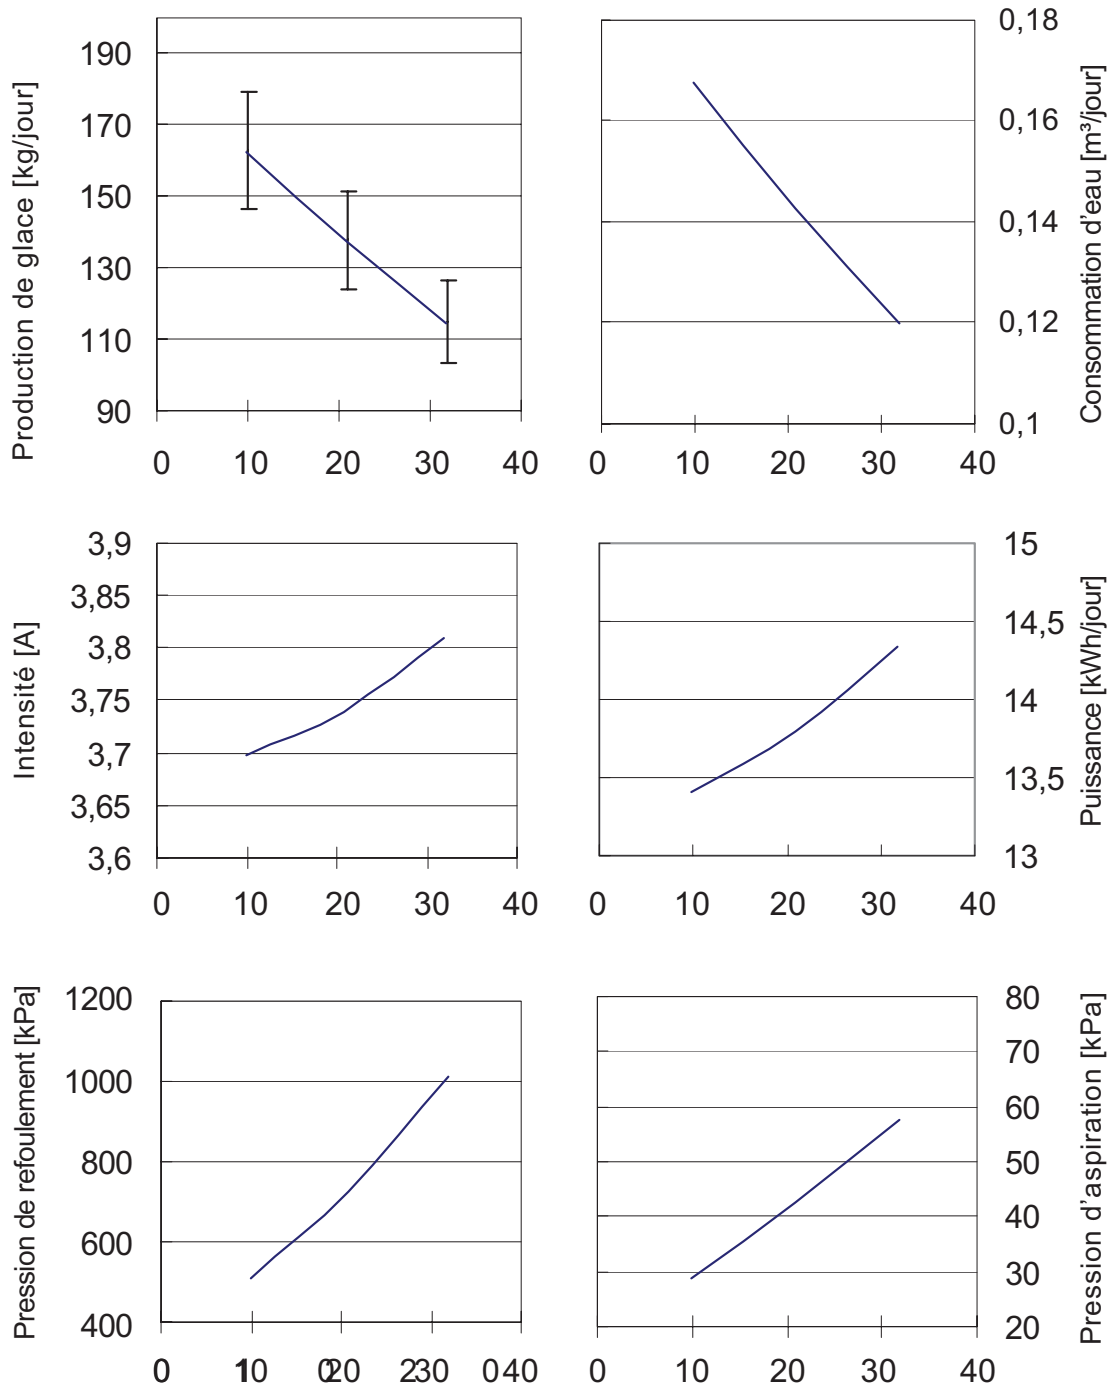 Production de glace [kg/jour]
190
170
150
130
110
90
0 10 20 30 40
Consommation d'eau [m³/jour]
0,18
0,16
0,14
0,12
0,1
0 10 20 30 40
Intensité [A]
3,9
3,85
3,8
3,75
3,7
3,65
3,6
0 10 20 30 40
Puissance [kWh/jour]
15
14,5
14
13,5
13
0 10 20 30 40
Pression de refoulement [kPa]
1200
1000
800
600
400
0 10 20 30 40
Pression d'aspiration [kPa]
80
70
60
50
40
30
20
0 10 20 30 40